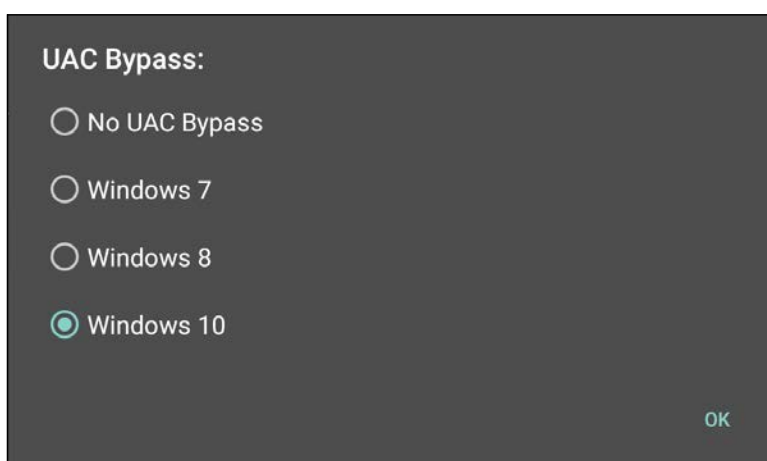 UAC Bypass:
No UAC Bypass
Windows 7
Windows 8
Windows 10
OK